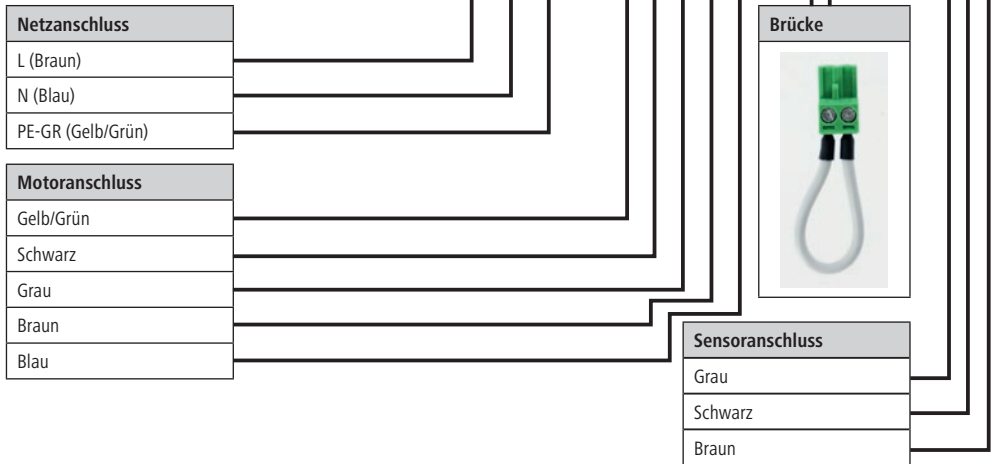 Netzanschluss
L (Braun)
N (Blau)
PE-GR (Gelb/Grün)
Motoranschluss
Gelb/Grün
Schwarz
Grau
Braun
Blau
Brücke
Sensoranschluss
Grau
Schwarz
Braun